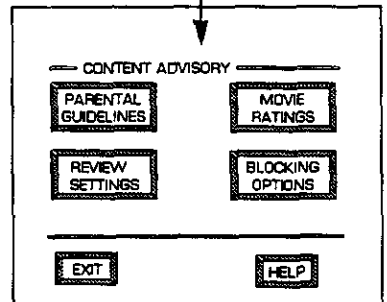 CONTENT ADVISORY
PARENTAL
GUIDELINES
MOVIE
RATINGS
REVIEW
SETTINGS
BLOCKING
OPTIONS
EXIT
HELP